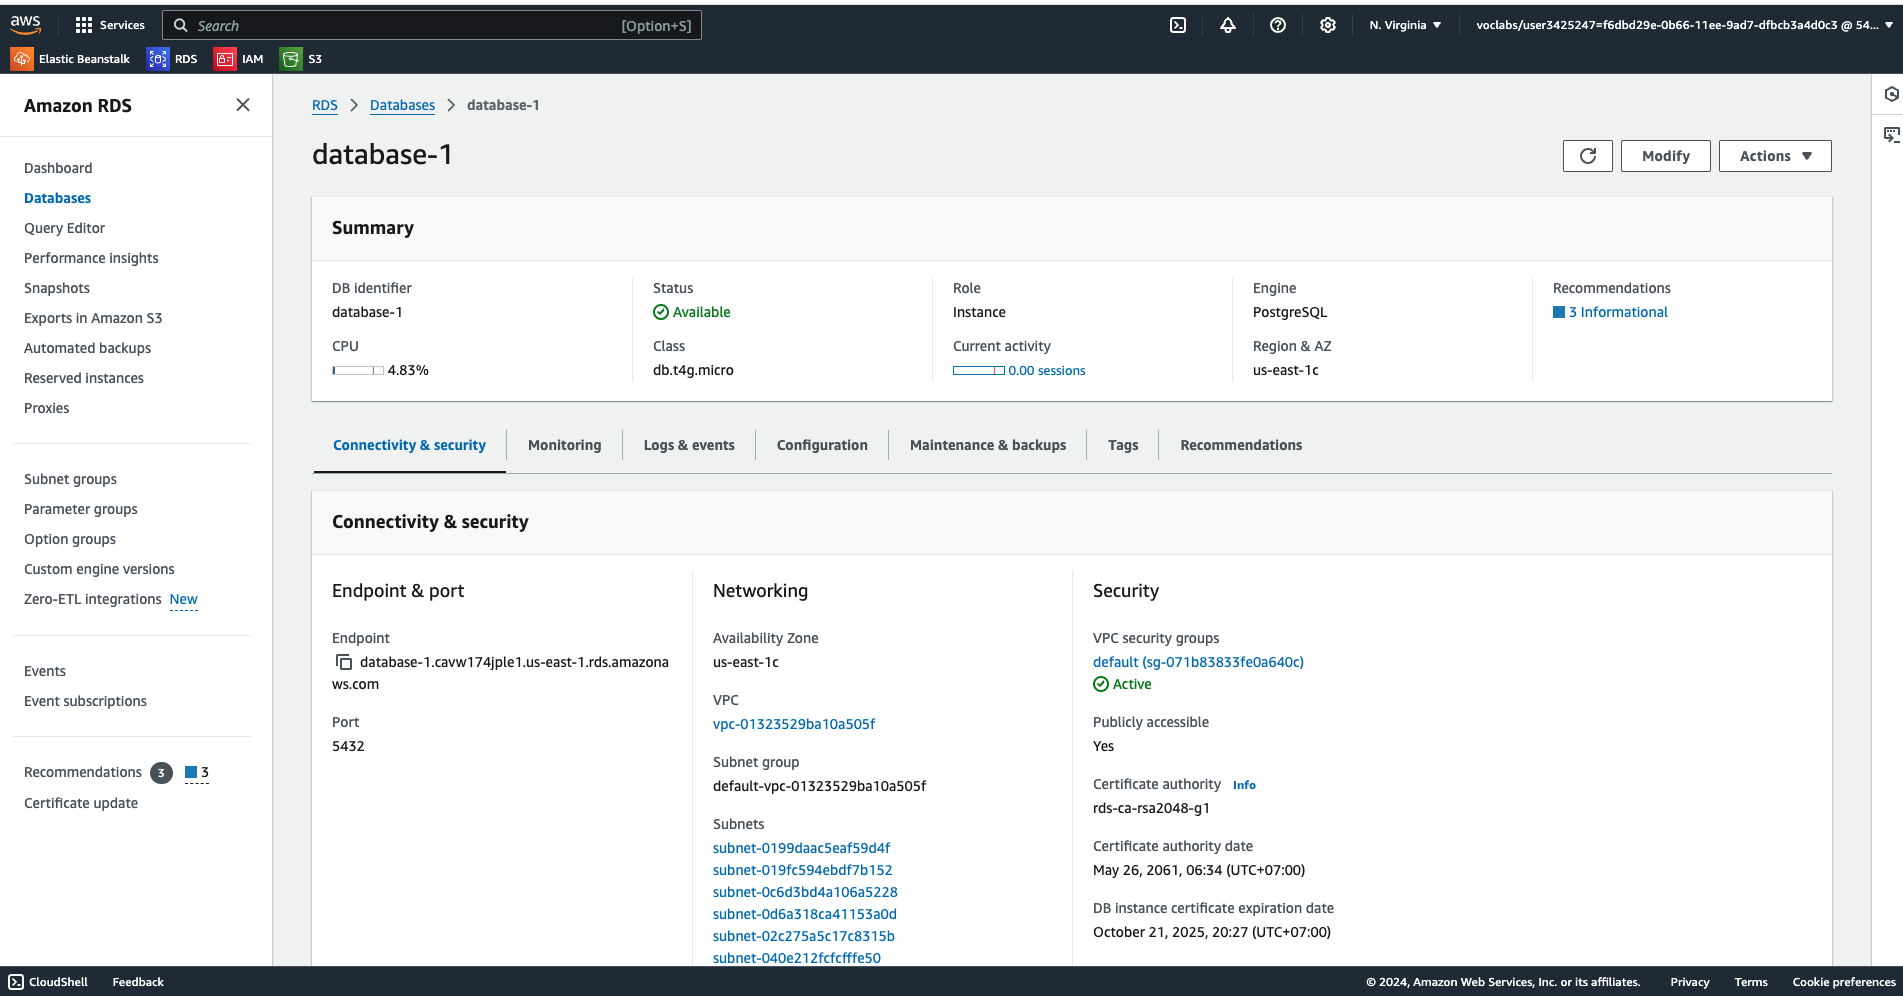 aws
Services
Search
[Option+S]
N. Virginia
voclabs/user3425247=f6dbd29e-0b66-11ee-9ad7-dfbcb3a4d0c3 @ 54...
Elastic Beanstalk
RDS
IAM
S3
Amazon RDS
Dashboard
Databases
Query Editor
Performance insights
Snapshots
Exports in Amazon S3
Automated backups
Reserved instances
Proxies
Subnet groups
Parameter groups
Option groups
Custom engine versions
Zero-ETL integrations New
Events
Event subscriptions
Recommendations 3 3
Certificate update
RDS > Databases > database-1
database-1
Modify
Actions
Summary
DB identifier
database-1
CPU
4.83%
Status
Available
Class
db.t4g.micro
Role
Instance
Current activity
0.00 sessions
Engine
PostgreSQL
Region & AZ
us-east-1c
Recommendations
3 Informational
Connectivity & security
Monitoring
Logs & events
Configuration
Maintenance & backups
Tags
Recommendations
Connectivity & security
Endpoint & port
Endpoint
database-1.cavw174jple1.us-east-1.rds.amazona
ws.com
Port
5432
Networking
Availability Zone
us-east-1c
VPC
vpc-01323529ba10a505f
Subnet group
default-vpc-01323529ba10a505f
Subnets
subnet-0199daac5eaf59d4f
subnet-019fc594ebdf7b152
subnet-0c6d3bd4a106a5228
subnet-0d6a318ca41153a0d
subnet-02c275a5c17c8315b
subnet-040e212fcfcfffe50
Security
VPC security groups
default (sg-071b83833fe0a640c)
Active
Publicly accessible
Yes
Certificate authority Info
rds-ca-rsa2048-g1
Certificate authority date
May 26, 2061, 06:34 (UTC+07:00)
DB instance certificate expiration date
October 21, 2025, 20:27 (UTC+07:00)
CloudShell
Feedback
© 2024, Amazon Web Services, Inc. or its affiliates.
Privacy
Terms
Cookie preferences